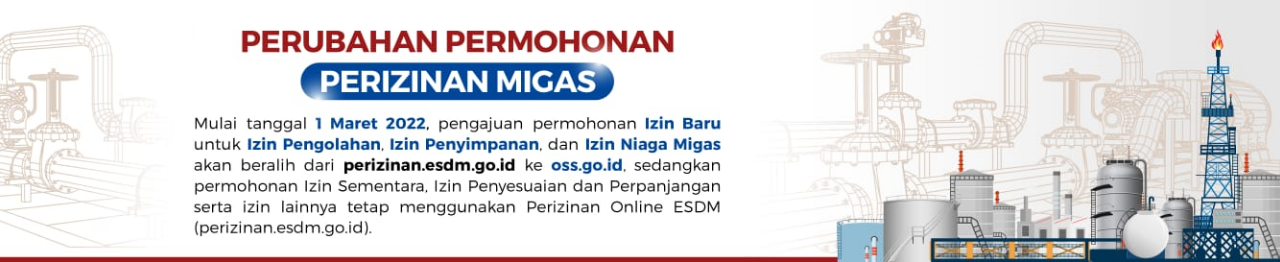 PERUBAHAN PERMOHONAN
PERIZINAN MIGAS
Mulai tanggal 1 Maret 2022, pengajuan permohonan Izin Baru
untuk Izin Pengolahan, Izin Penyimpanan, dan Izin Niaga Migas
akan beralih dari perizinan.esdm.go.id ke oss.go.id, sedangkan
permohonan Izin Sementara, Izin Penyesuaian dan Perpanjangan
serta izin lainnya tetap menggunakan Perizinan Online ESDM
(perizinan.esdm.go.id).